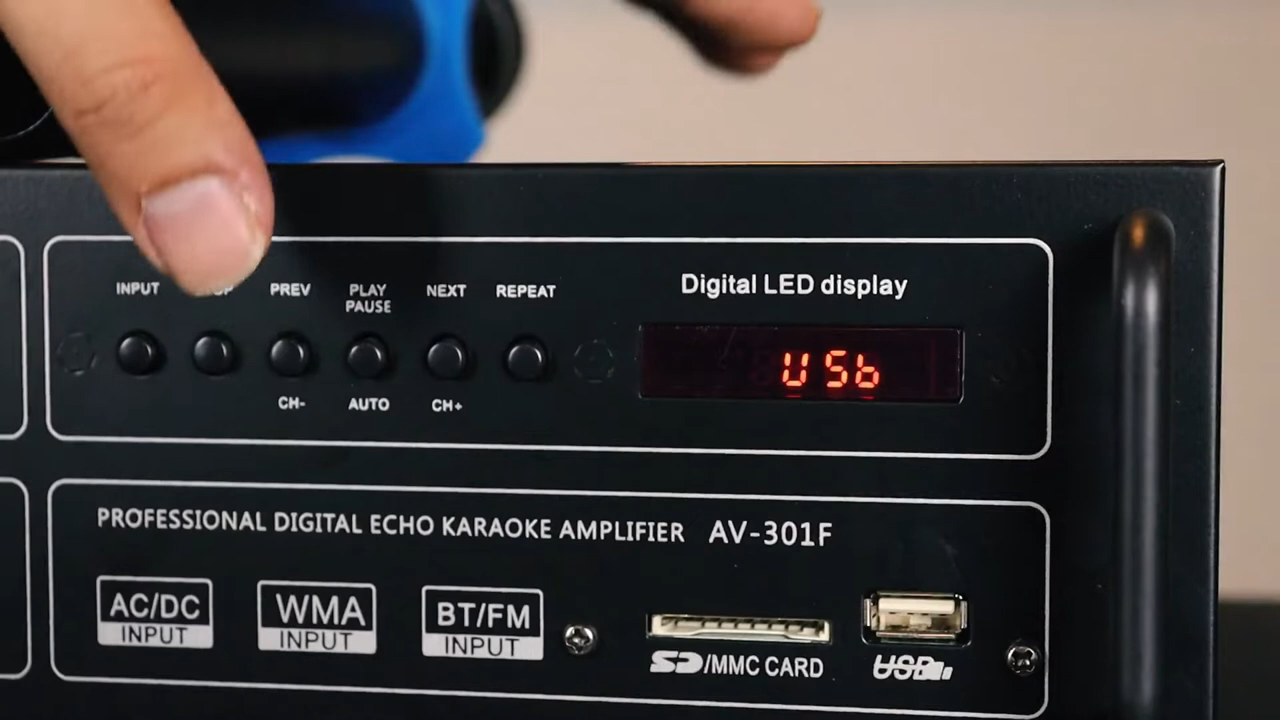 INPUT
PREV
PLAY
PAUSE
NEXT
REPEAT
CH-
AUTO
CH+
Digital LED display
USb
PROFESSIONAL DIGITAL ECHO KARAOKE AMPLIFIER AV-301F
AC/DC
INPUT
WMA
INPUT
BT/FM
INPUT
SD/MMC CARD
USB